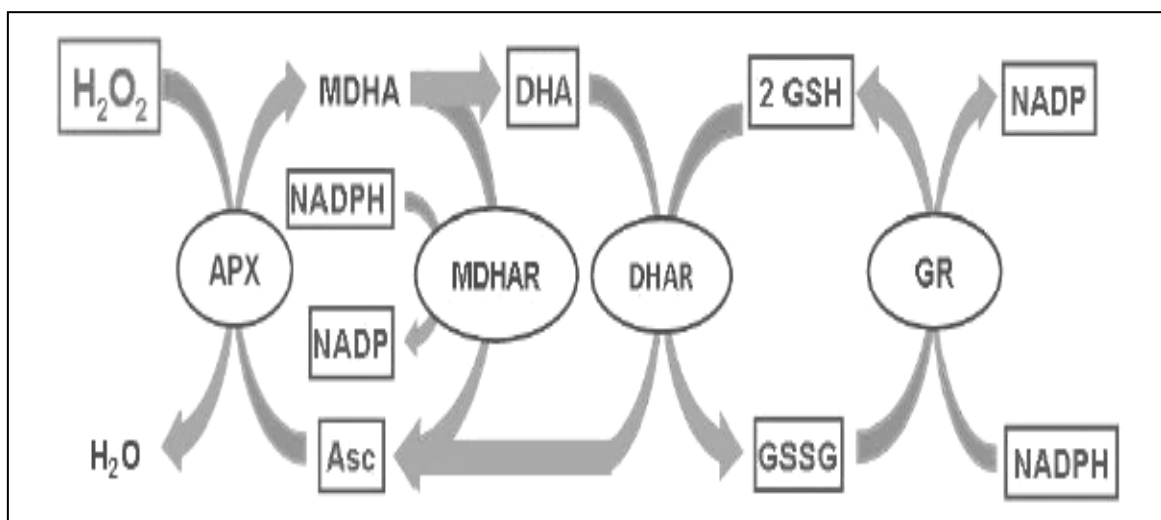 H₂O₂
MDHA
DHA
2 GSH
NADP
NADPH
APX
MDHAR
DHAR
GR
NADP
H₂O
Asc
GSSG
NADPH